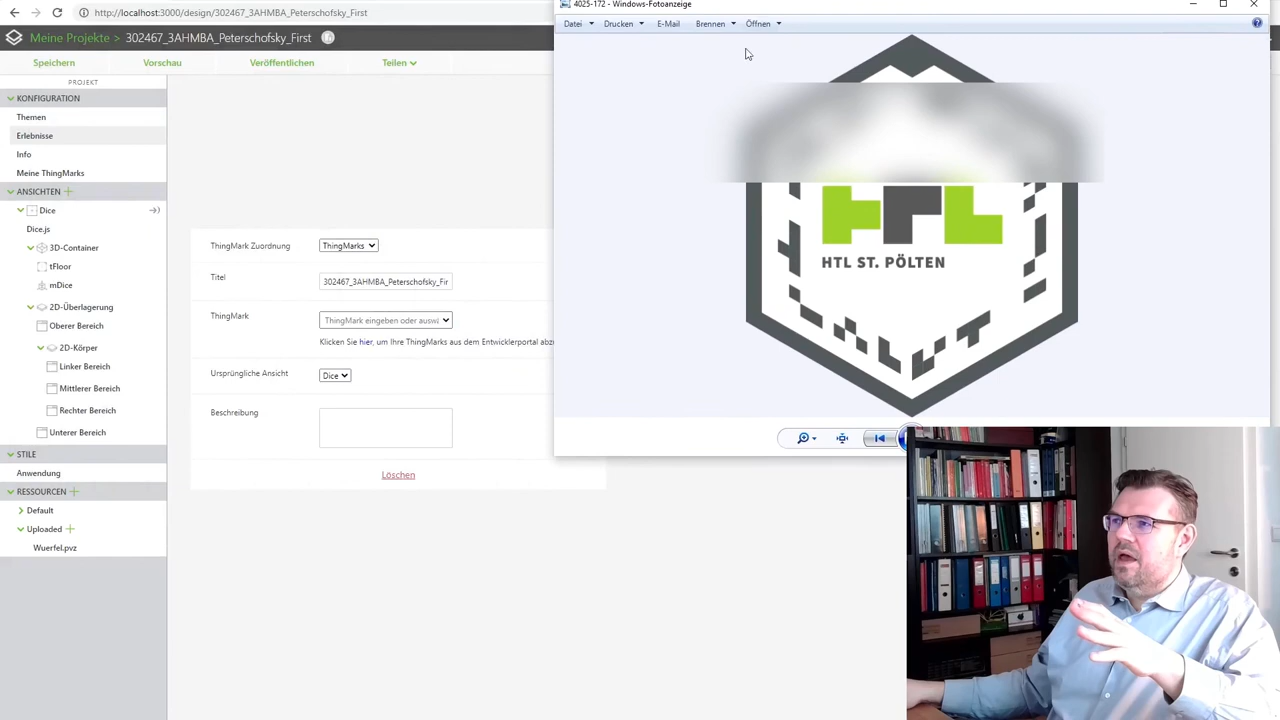 http://localhost:3000/design/302467_3AHMBA_Peterschofsky_First
Meine Projekte > 302467_3AHMBA_Peterschofsky_First
Speichern
Vorschau
Veröffentlichen
Teilen
PROJEKT
KONFIGURATION
Themen
Erlebnisse
Info
Meine ThingMarks
ANSICHTEN
Dice
Dice.js
3D-Container
tFloor
mDice
2D-Überlagerung
Oberer Bereich
2D-Körper
Linker Bereich
Mittlerer Bereich
Rechter Bereich
Unterer Bereich
STILE
Anwendung
RESSOURCEN
Default
Uploaded
Wuerfel.pvz
ThingMark Zuordnung
ThingMarks
Titel
302467_3AHMBA_Peterschofsky_Fir
ThingMark
ThingMark eingeben oder auswä
Klicken Sie hier, um Ihre ThingMarks aus dem Entwicklerportal abz
Ursprüngliche Ansicht
Dice
Beschreibung
Löschen
4025-172 - Windows-Fotoanzeige
Datei
Drucken
E-Mail
Brennen
Öffnen
HTL
HTL ST. PÖLTEN